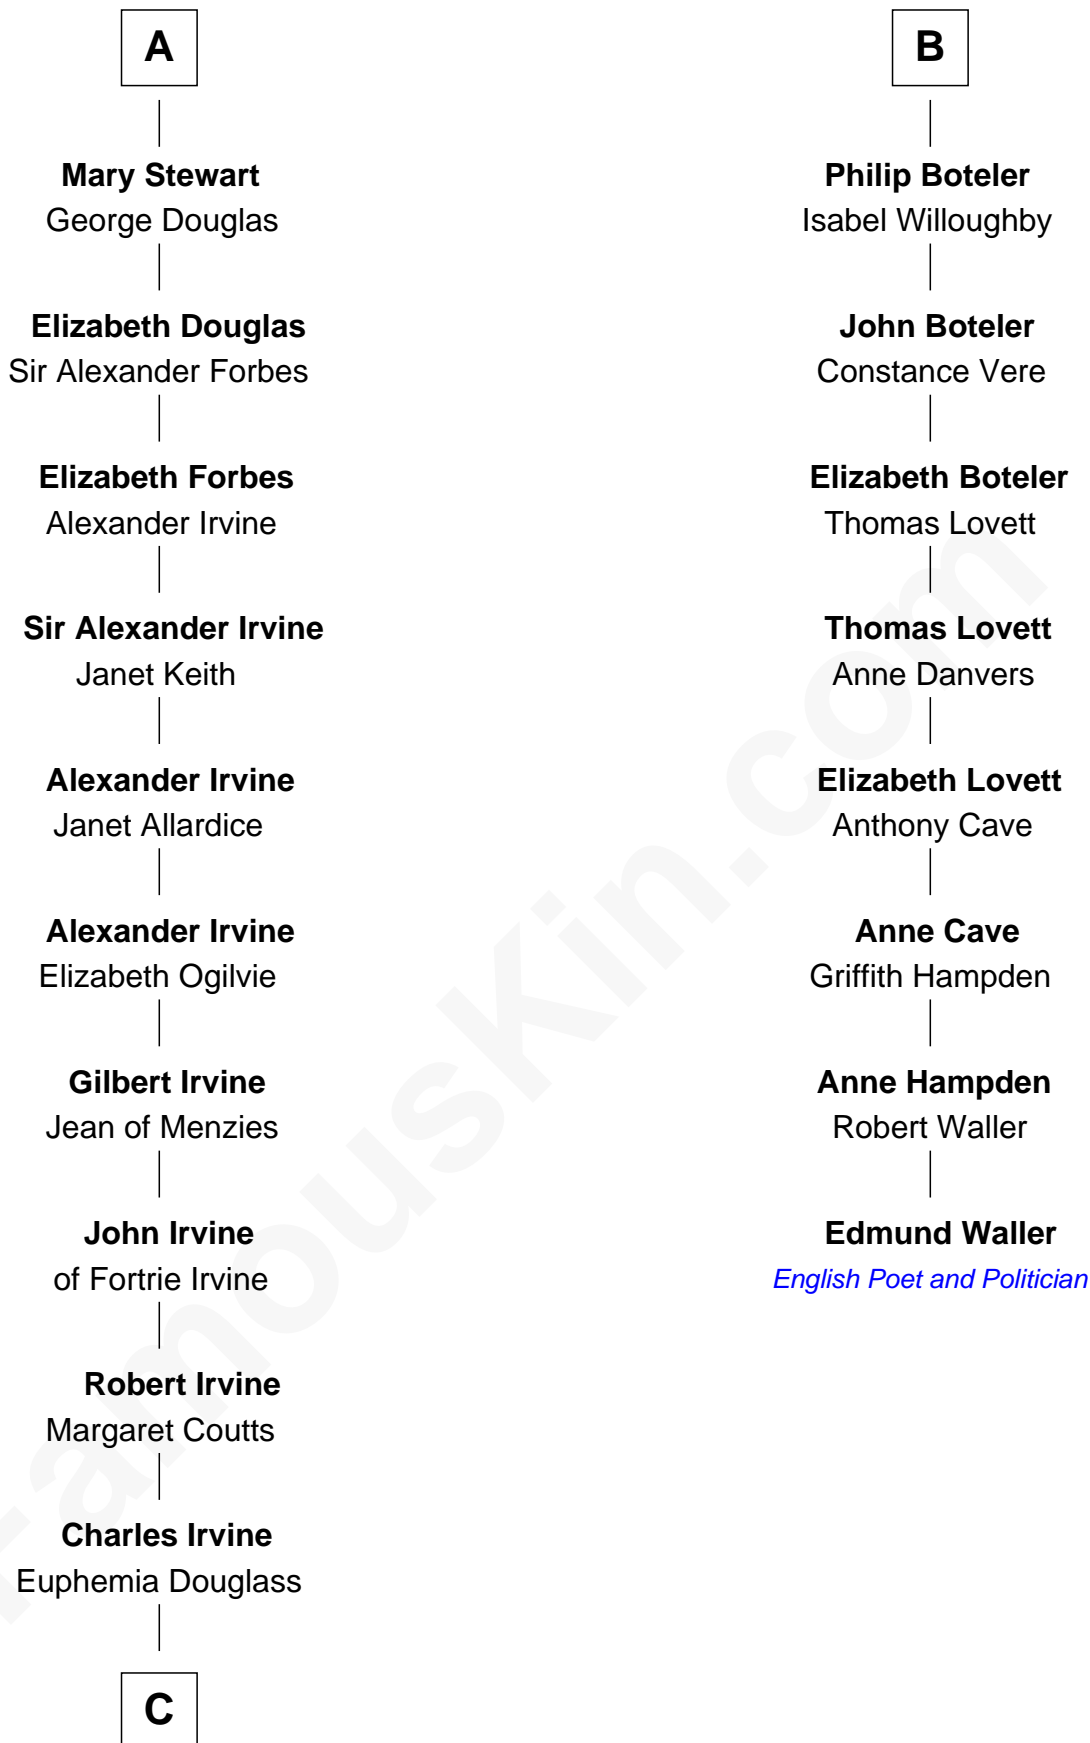 A
Mary Stewart
George Douglas
Elizabeth Douglas
Sir Alexander Forbes
Elizabeth Forbes
Alexander Irvine
Sir Alexander Irvine
Janet Keith
Alexander Irvine
Janet Allardice
Alexander Irvine
Elizabeth Ogilvie
Gilbert Irvine
Jean of Menzies
John Irvine
of Fortrie Irvine
Robert Irvine
Margaret Coutts
Charles Irvine
Euphemia Douglass
C
B
Philip Boteler
Isabel Willoughby
John Boteler
Constance Vere
Elizabeth Boteler
Thomas Lovett
Thomas Lovett
Anne Danvers
Elizabeth Lovett
Anthony Cave
Anne Cave
Griffith Hampden
Anne Hampden
Robert Waller
Edmund Waller
English Poet and Politician
FamousKin.com